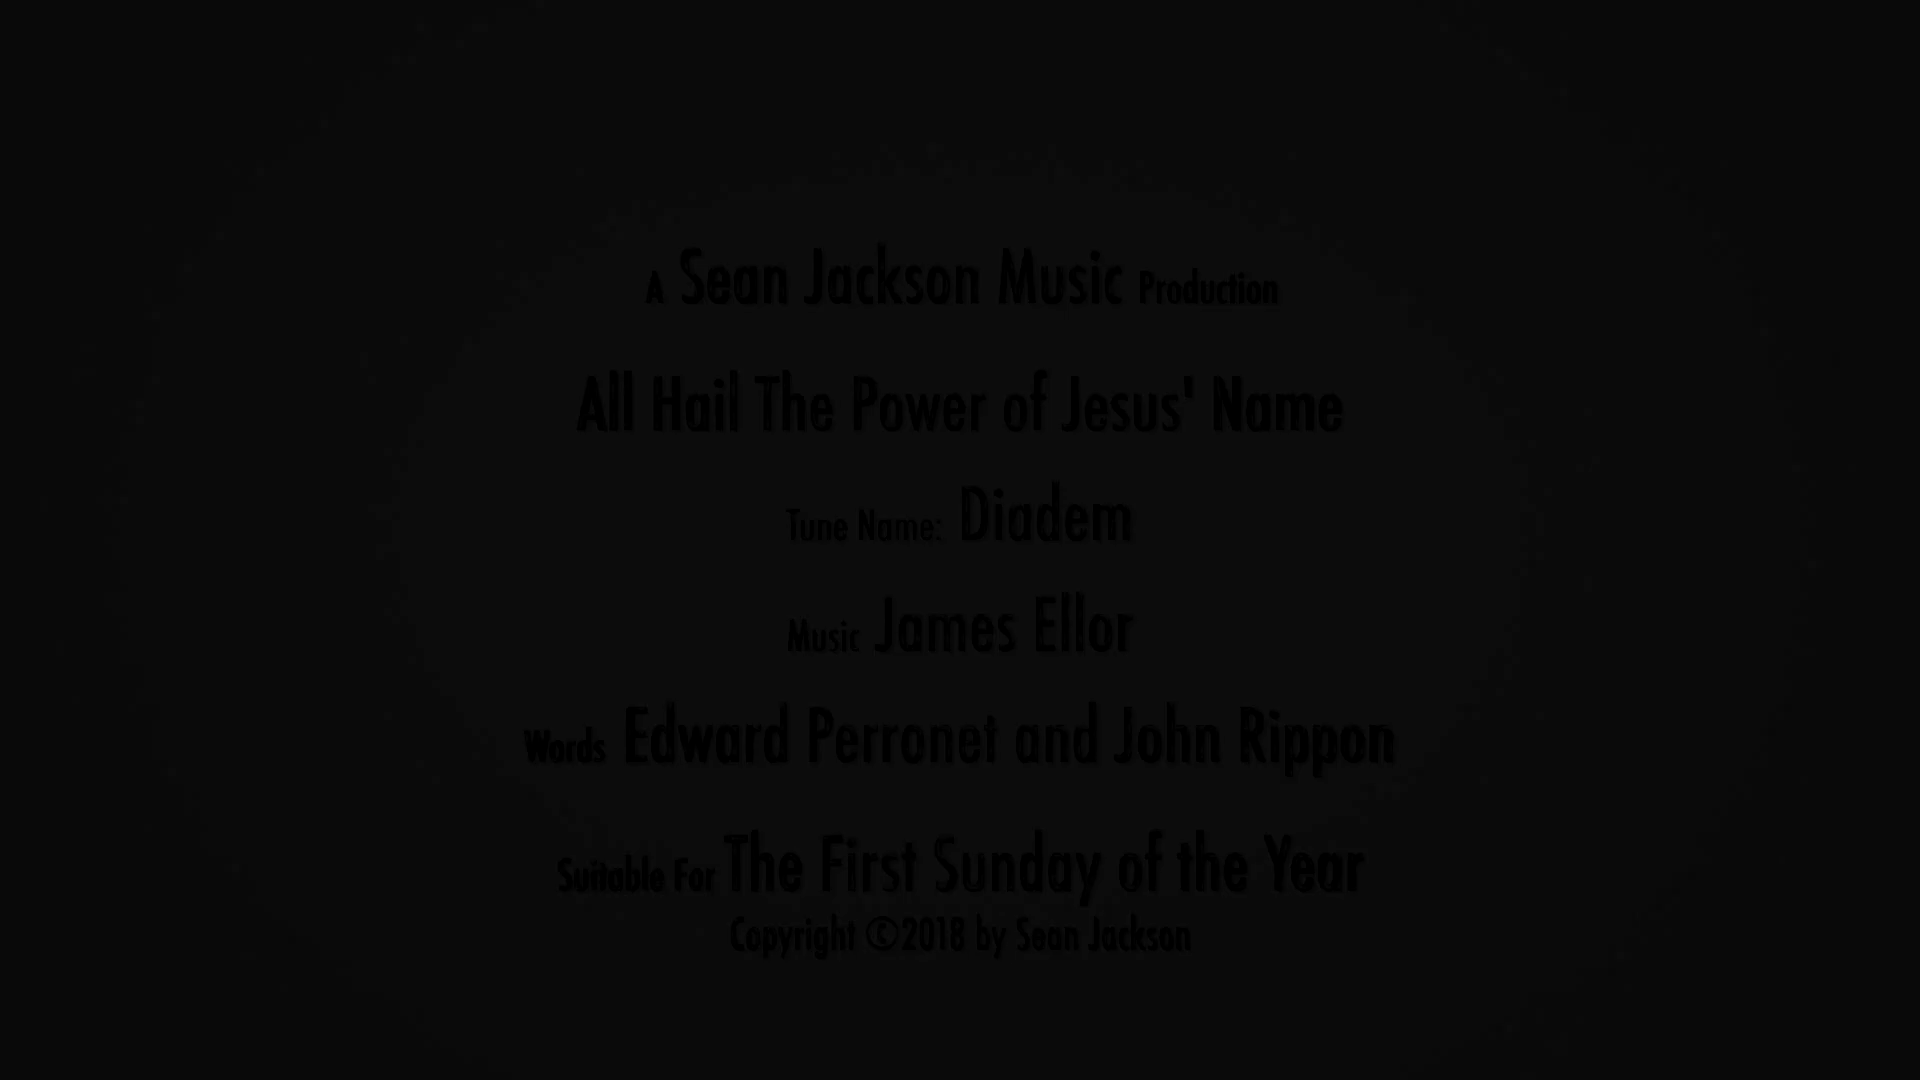 A Sean Jackson Music Production
All Hail The Power of Jesus' Name
Tune Name: Diadem
Music James Ellor
Words Edward Perronet and John Rippon
Suitable For The First Sunday of the Year
Copyright ©2018 by Sean Jackson